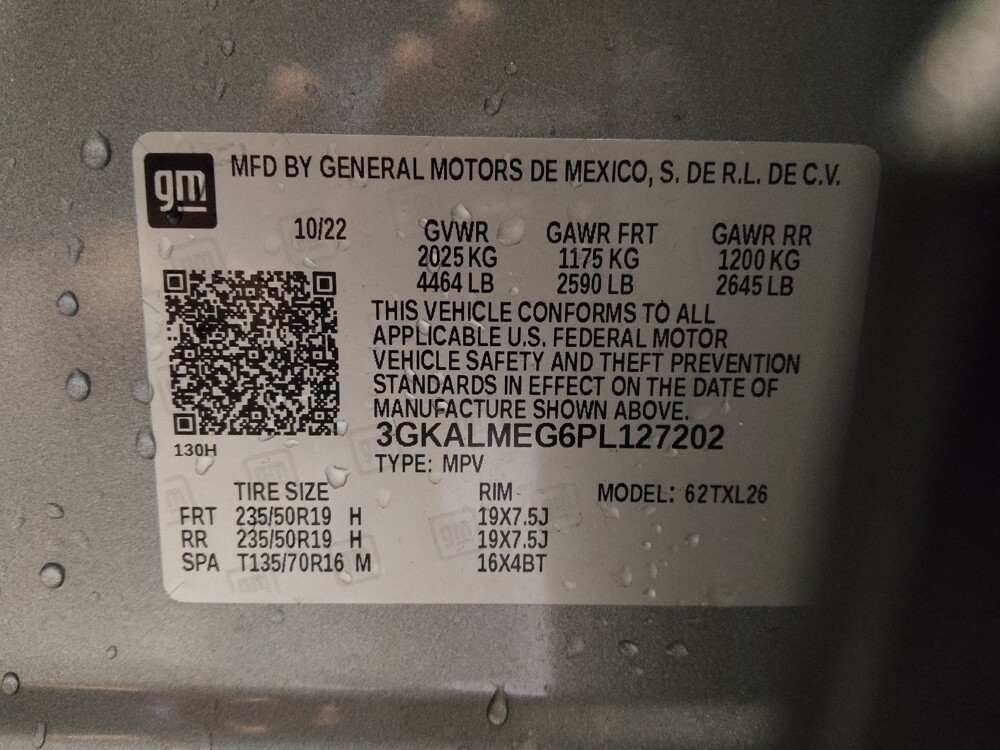 gm
MFD BY GENERAL MOTORS DE MEXICO, S. DE R.L. DE C.V.
10/22 GVWR GAWR FRT GAWR RR
2025 KG 1175 KG 1200 KG
4464 LB 2590 LB 2645 LB
THIS VEHICLE CONFORMS TO ALL
APPLICABLE U.S. FEDERAL MOTOR
VEHICLE SAFETY AND THEFT PREVENTION
STANDARDS IN EFFECT ON THE DATE OF
MANUFACTURE SHOWN ABOVE.
3GKALMEG6PL127202
130H
TYPE: MPV
TIRE SIZE RIM MODEL: 62TXL26
FRT 235/50R19 H 19X7.5J
RR 235/50R19 H 19X7.5J
SPA T135/70R16 M 16X4BT